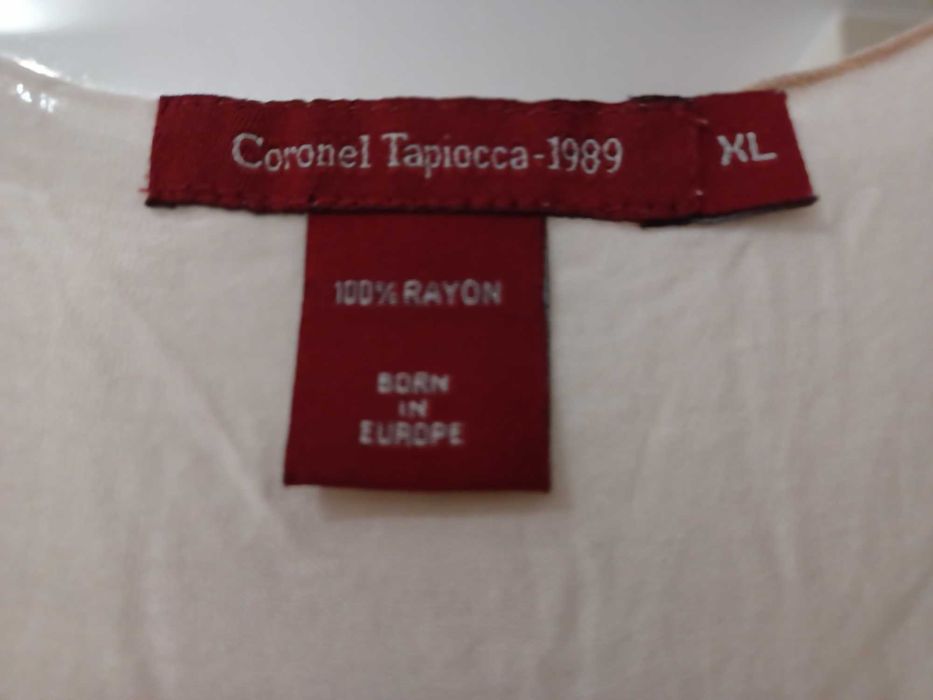 Coronel Tapiocca-1989 XL
100% RAYON
BORN
IN
EUROPE